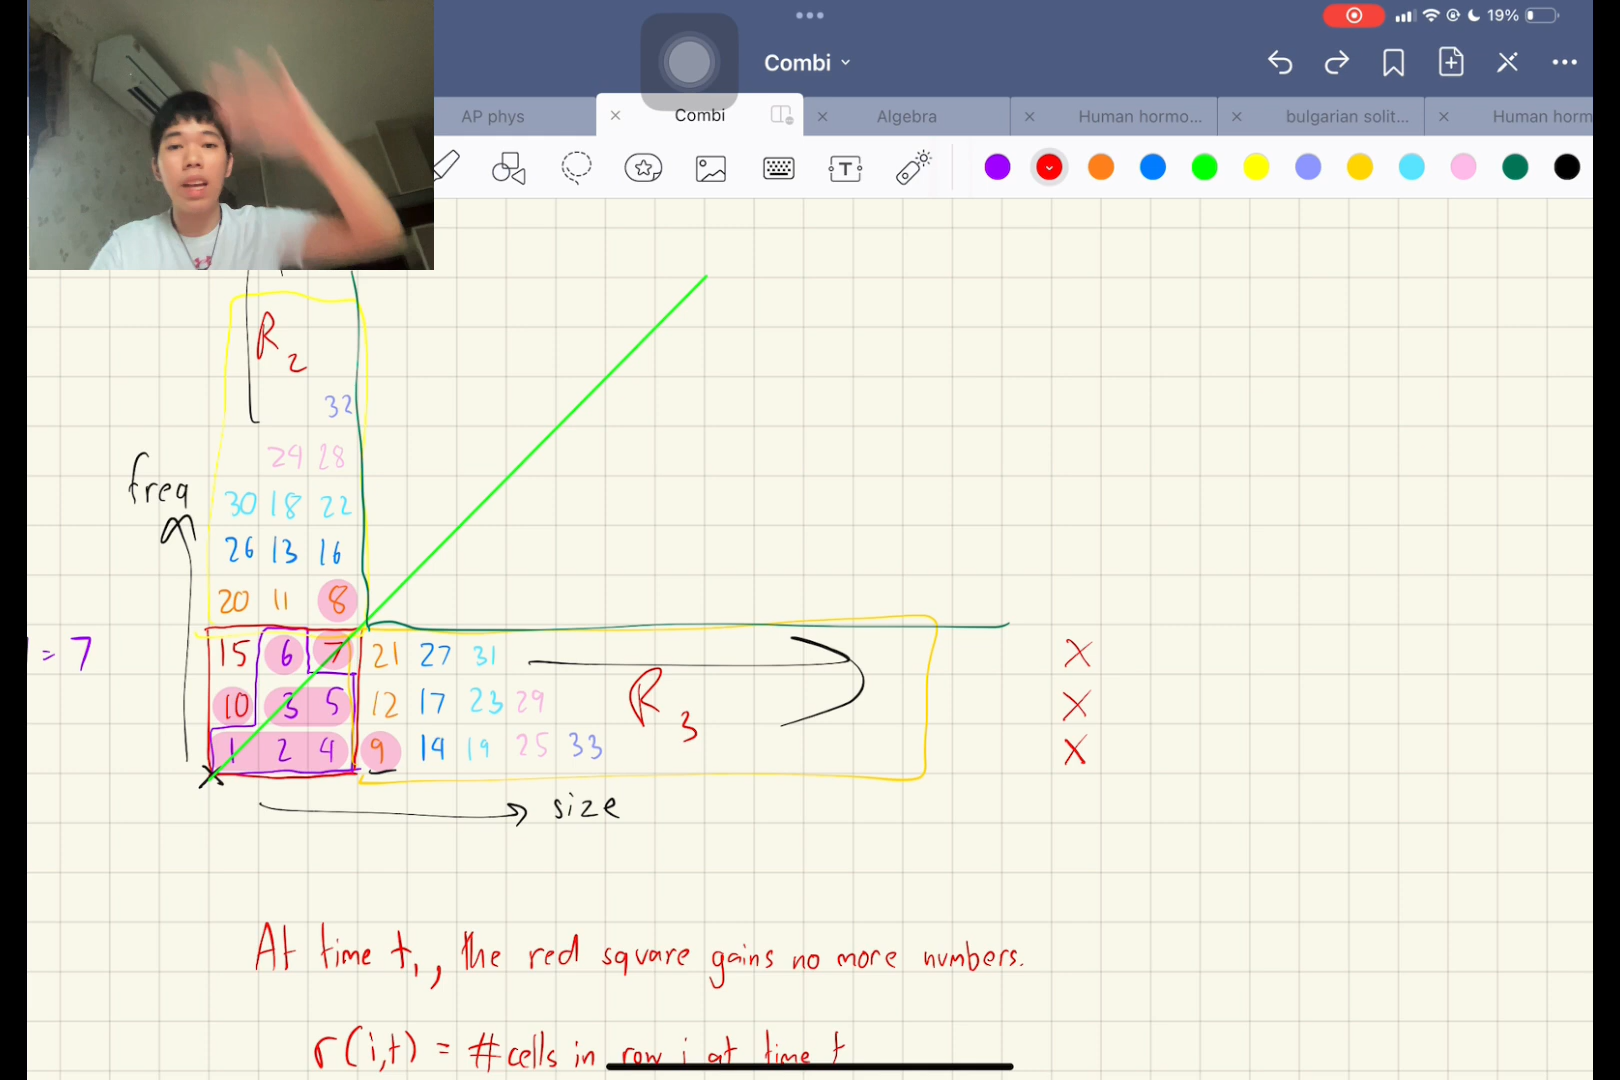 19%
Combi
AP phys
Combi
Algebra
Human hormo...
bulgarian solit...
Human horm
T
R2
32
29 28
freq
30 18 22
26 13 16
20 11 8
= 7
15 6 7 21 27 31
X
10 3 5 12 17 23 29
R3
X
1 2 4 9 14 19 25 33
X
X
size
At time t1, the red square gains no more numbers.
r(i,t) = #cells in row i at time t